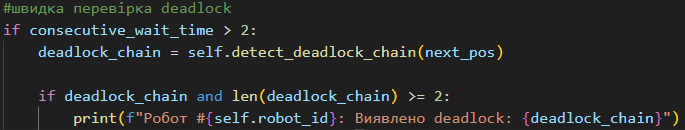 #швидка перевірка deadlock
if consecutive_wait_time > 2:
deadlock_chain = self.detect_deadlock_chain(next_pos)
if deadlock_chain and len(deadlock_chain) >= 2:
print(f"Робот #{self.robot_id}: Виявлено deadlock: {deadlock_chain}")